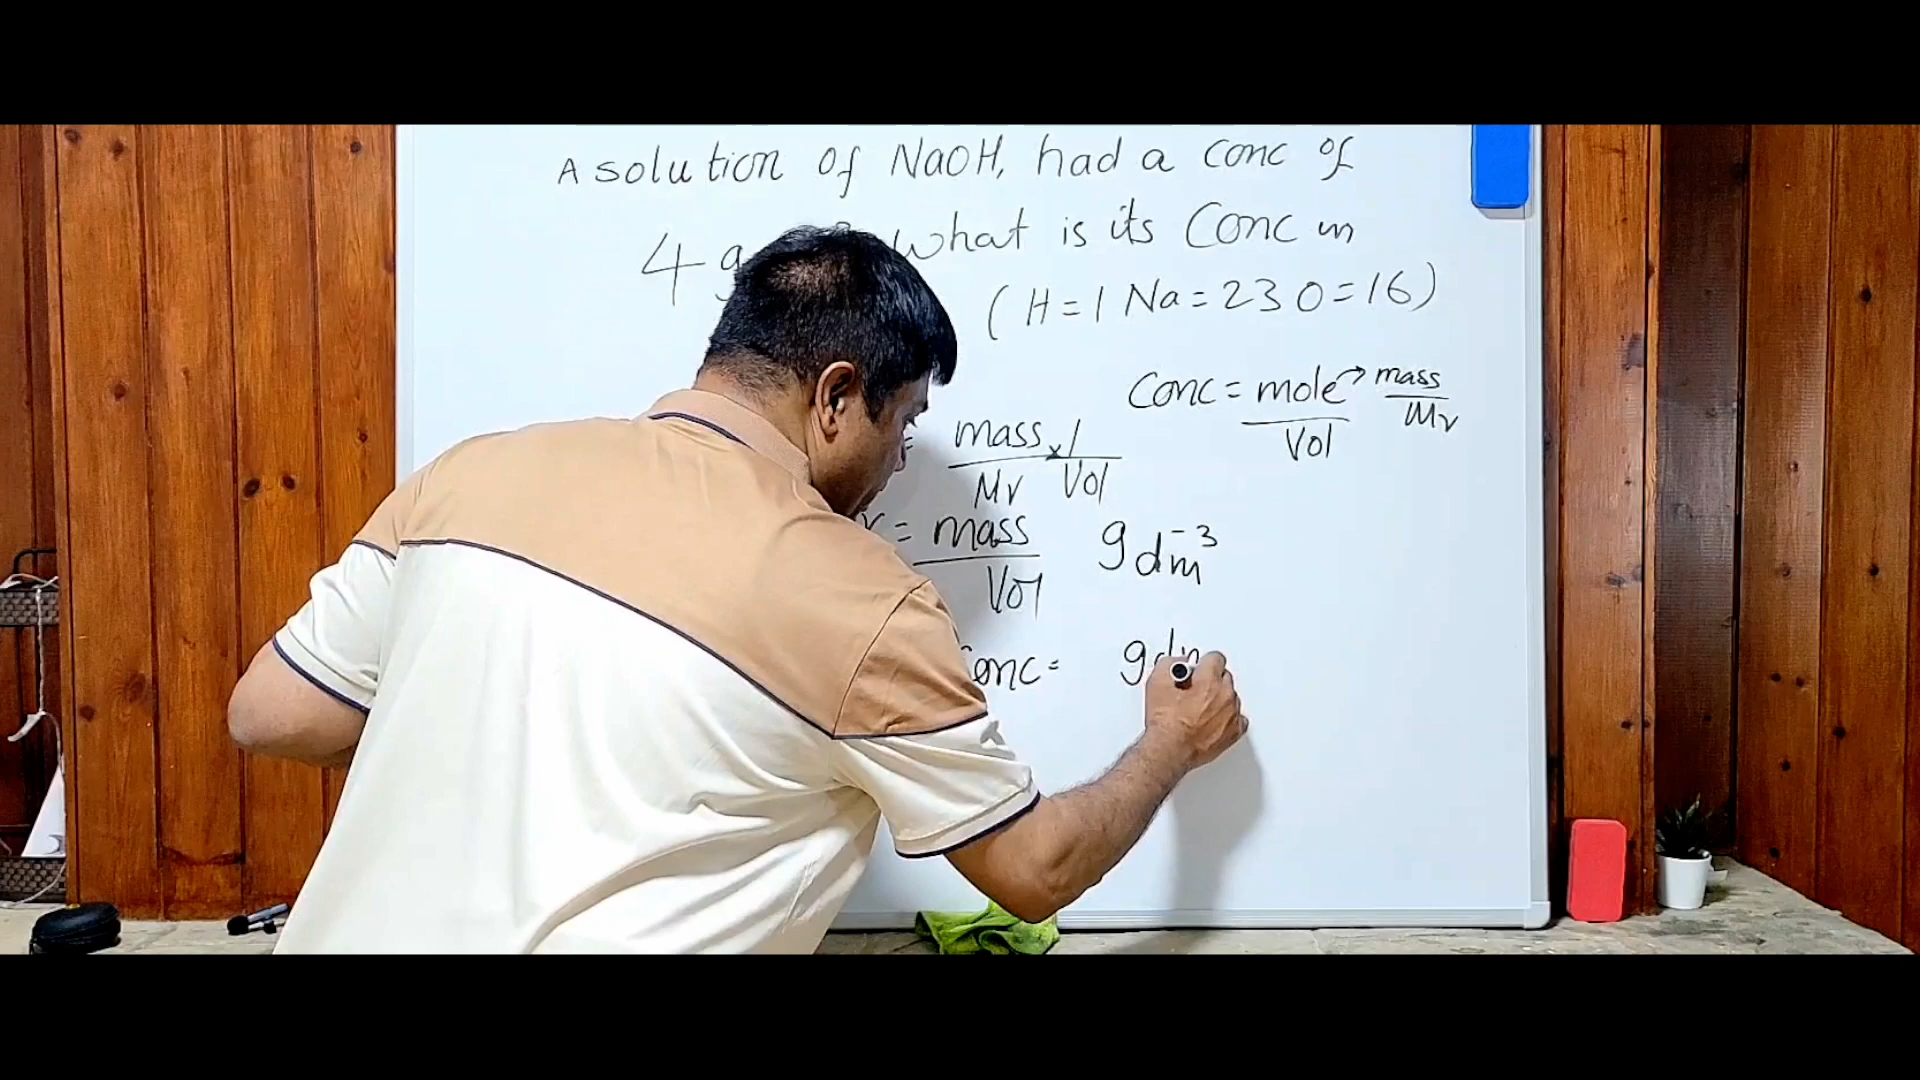 A solution of NaOH, had a conc of
4 g what is its Conc in
( H = 1 Na = 23 O = 16 )
Conc = mole → mass
Vol Mr
= mass × 1
Mr Vol
= mass g dm⁻³
Vol
Conc = g